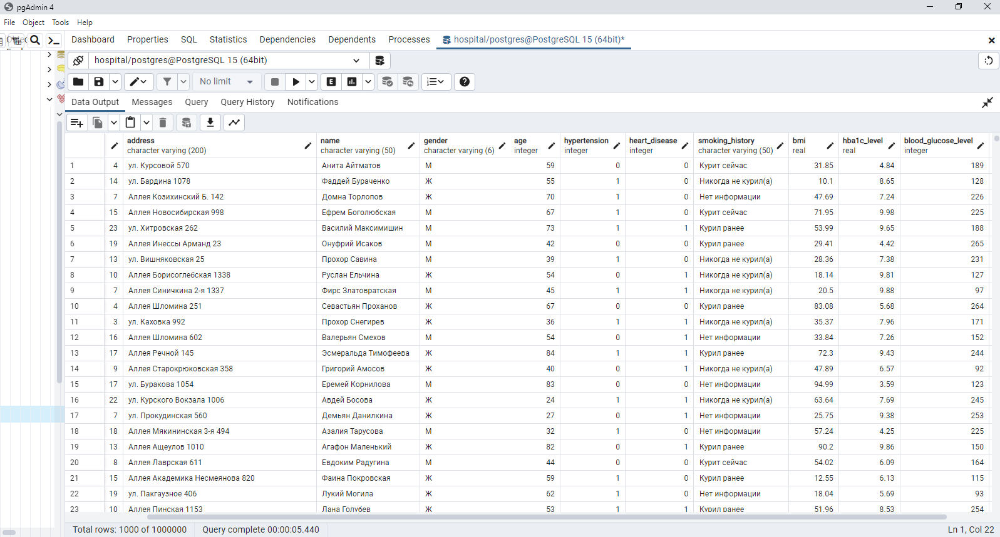 pgAdmin 4
File Object Tools Help
Dashboard Properties SQL Statistics Dependencies Dependents Processes hospital/postgres@PostgreSQL 15 (64bit)*
hospital/postgres@PostgreSQL 15 (64bit)
No limit E
Data Output Messages Query Query History Notifications
address name gender age hypertension heart_disease smoking_history bmi hba1c_level blood_glucose_level
character varying (200) character varying (50) character varying (6) integer integer integer character varying (50) real real integer
1 4 ул. Курсовой 570 Анита Айтматов М 59 0 0 Курит сейчас 31.85 4.84 189
2 14 ул. Бардина 1078 Фаддей Бураченко Ж 55 1 0 Никогда не курил(а) 10.1 8.65 128
3 7 Аллея Козихинский Б. 142 Домна Торлопов Ж 70 1 0 Нет информации 47.69 7.24 226
4 15 Аллея Новосибирская 998 Ефрем Боголюбская М 67 1 0 Курит сейчас 71.95 9.98 225
5 23 ул. Хитровская 262 Василий Максимишин М 73 1 1 Курил ранее 53.99 9.65 188
6 19 Аллея Инессы Арманд 23 Онуфрий Исаков М 42 0 0 Курил ранее 29.41 4.42 265
7 13 ул. Вишняковская 25 Прохор Савина М 39 1 0 Никогда не курил(а) 28.36 7.38 231
8 10 Аллея Борисоглебская 1338 Руслан Ельчина Ж 54 0 1 Никогда не курил(а) 18.14 9.81 127
9 7 Аллея Синичкина 2-я 1337 Фирс Златовратская М 45 1 1 Никогда не курил(а) 20.5 9.88 97
10 4 Аллея Шломина 251 Севастьян Проханов Ж 67 0 0 Курил ранее 83.08 5.68 264
11 3 ул. Каховка 992 Прохор Снегирев Ж 36 1 1 Никогда не курил(а) 35.37 7.96 171
12 16 Аллея Шломина 602 Валерьян Смехов М 54 0 1 Нет информации 33.84 7.26 152
13 17 Аллея Речной 145 Эсмеральда Тимофеева Ж 84 1 1 Курил ранее 72.3 9.43 244
14 9 Аллея Старокрюковская 358 Григорий Амосов Ж 40 0 1 Никогда не курил(а) 47.89 6.57 92
15 17 ул. Буракова 1054 Еремей Корнилова М 83 0 0 Нет информации 94.99 3.59 123
16 22 ул. Курского Вокзала 1006 Авдей Босова Ж 24 1 1 Никогда не курил(а) 63.64 7.69 245
17 7 ул. Прокудинская 560 Демьян Данилкина Ж 27 0 1 Нет информации 25.75 9.38 253
18 18 Аллея Мякининская 3-я 494 Азалия Тарусова М 32 1 0 Нет информации 57.24 4.25 225
19 13 Аллея Ащеулов 1010 Агафон Маленький Ж 82 0 1 Курил ранее 90.2 9.86 150
20 8 Аллея Лаврская 611 Евдоким Радугина М 44 0 0 Курит сейчас 54.02 6.09 164
21 15 Аллея Академика Несмеянова 820 Фаина Покровская Ж 59 1 0 Курил ранее 12.55 6.13 115
22 19 ул. Пакгаузное 406 Лукий Могила Ж 62 1 0 Нет информации 18.04 5.69 93
23 10 Аллея Пинская 1153 Лана Голубев Ж 53 1 1 Курил ранее 51.96 8.53 254
Total rows: 1000 of 1000000 Query complete 00:00:05.440 Ln 1, Col 22